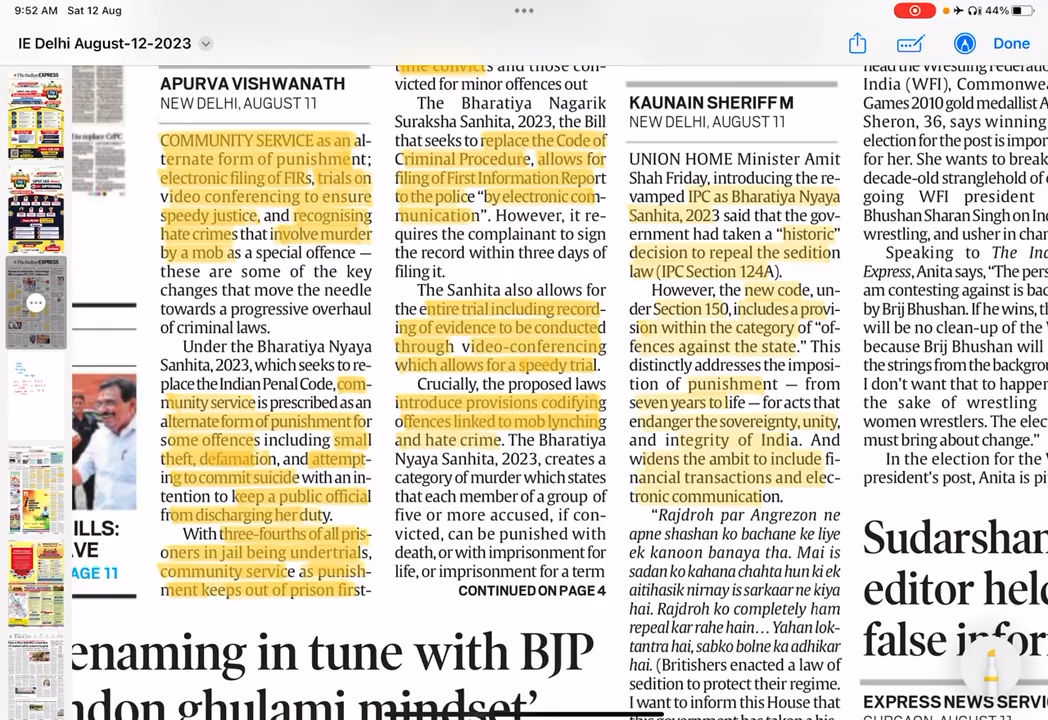 9:52 AM Sat 12 Aug
44%
IE Delhi August-12-2023
Done
APURVA VISHWANATH
NEW DELHI, AUGUST 11
COMMUNITY SERVICE as an al-
ternate form of punishment;
electronic filing of FIRs, trials on
video conferencing to ensure
speedy justice, and recognising
hate crimes that involve murder
by a mob as a special offence —
these are some of the key
changes that move the needle
towards a progressive overhaul
of criminal laws.
Under the Bharatiya Nyaya
Sanhita, 2023, which seeks to re-
place the Indian Penal Code, com-
munity service is prescribed as an
alternate form of punishment for
some offences including small
theft, defamation, and attempt-
ing to commit suicide with an in-
tention to keep a public official
from discharging her duty.
With three-fourths of all pris-
oners in jail being undertrials,
community service as punish-
ment keeps out of prison first-
time convicts and those con-
victed for minor offences out
The Bharatiya Nagarik
Suraksha Sanhita, 2023, the Bill
that seeks to replace the Code of
Criminal Procedure, allows for
filing of First Information Report
to the police “by electronic com-
munication”. However, it re-
quires the complainant to sign
the record within three days of
filing it.
The Sanhita also allows for
the entire trial including record-
ing of evidence to be conducted
through video-conferencing
which allows for a speedy trial.
Crucially, the proposed laws
introduce provisions codifying
offences linked to mob lynching
and hate crime. The Bharatiya
Nyaya Sanhita, 2023, creates a
category of murder which states
that each member of a group of
five or more accused, if con-
victed, can be punished with
death, or with imprisonment for
life, or imprisonment for a term
CONTINUED ON PAGE 4
KAUNAIN SHERIFF M
NEW DELHI, AUGUST 11
UNION HOME Minister Amit
Shah Friday, introducing the re-
vamped IPC as Bharatiya Nyaya
Sanhita, 2023 said that the gov-
ernment had taken a “historic”
decision to repeal the sedition
law (IPC Section 124A).
However, the new code, un-
der Section 150, includes a provi-
sion within the category of “of-
fences against the state.” This
distinctly addresses the imposi-
tion of punishment — from
seven years to life — for acts that
endanger the sovereignty, unity,
and integrity of India. And
widens the ambit to include fi-
nancial transactions and elec-
tronic communication.
“Rajdroh par Angrezon ne
apne shashan ko bachane ke liye
ek kanoon banaya tha. Mai is
sadan ko kahana chahta hun ki ek
aitihasik nirnay is sarkaar ne kiya
hai. Rajdroh ko completely ham
repeal kar rahe hain... Yahan lok-
tantra hai, sabko bolne ka adhikar
hai. (Britishers enacted a law of
sedition to protect their regime.
I want to inform this House that
this government has taken a his-
head the Wrestling Federatio
India (WFI), Commonwea
Games 2010 gold medallist A
Sheron, 36, says winning
election for the post is impor
for her. She wants to break
decade-old stranglehold of o
going WFI president
Bhushan Sharan Singh on Ind
wrestling, and usher in chan
Speaking to The Ind
Express, Anita says, “The pers
am contesting against is bac
by Brij Bhushan. If he wins, th
will be no clean-up of the W
because Brij Bhushan will
the strings from the backgrou
I don’t want that to happen
the sake of wrestling
women wrestlers. The elec
must bring about change.”
In the election for the W
president’s post, Anita is pi
ILLS:
AVE
AGE 11
enaming in tune with BJP
ndon ghulami mindset’
Sudarshan
editor held
false inform
EXPRESS NEWS SERVIC
GURGAON, AUGUST 11